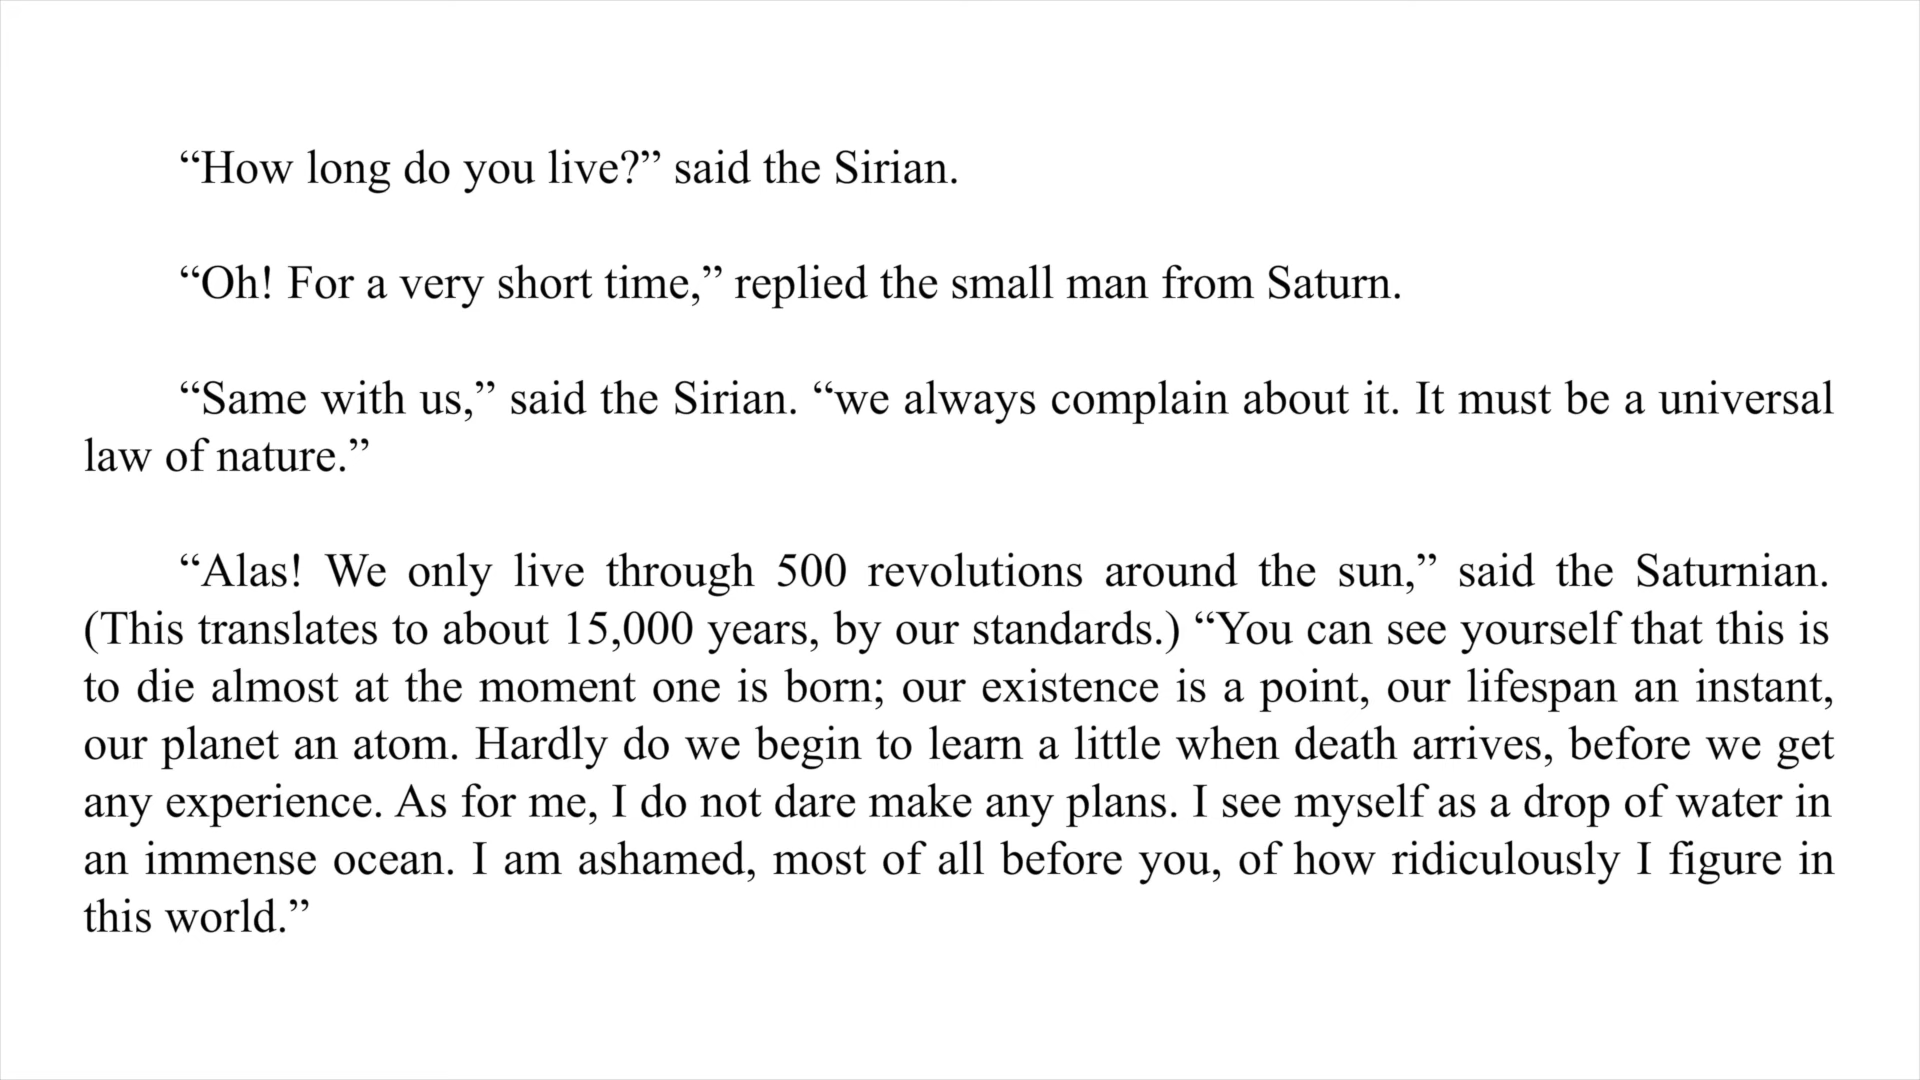 “How long do you live?” said the Sirian.
“Oh! For a very short time,” replied the small man from Saturn.
“Same with us,” said the Sirian. “we always complain about it. It must be a universal
law of nature.”
“Alas! We only live through 500 revolutions around the sun,” said the Saturnian.
(This translates to about 15,000 years, by our standards.) “You can see yourself that this is
to die almost at the moment one is born; our existence is a point, our lifespan an instant,
our planet an atom. Hardly do we begin to learn a little when death arrives, before we get
any experience. As for me, I do not dare make any plans. I see myself as a drop of water in
an immense ocean. I am ashamed, most of all before you, of how ridiculously I figure in
this world.”